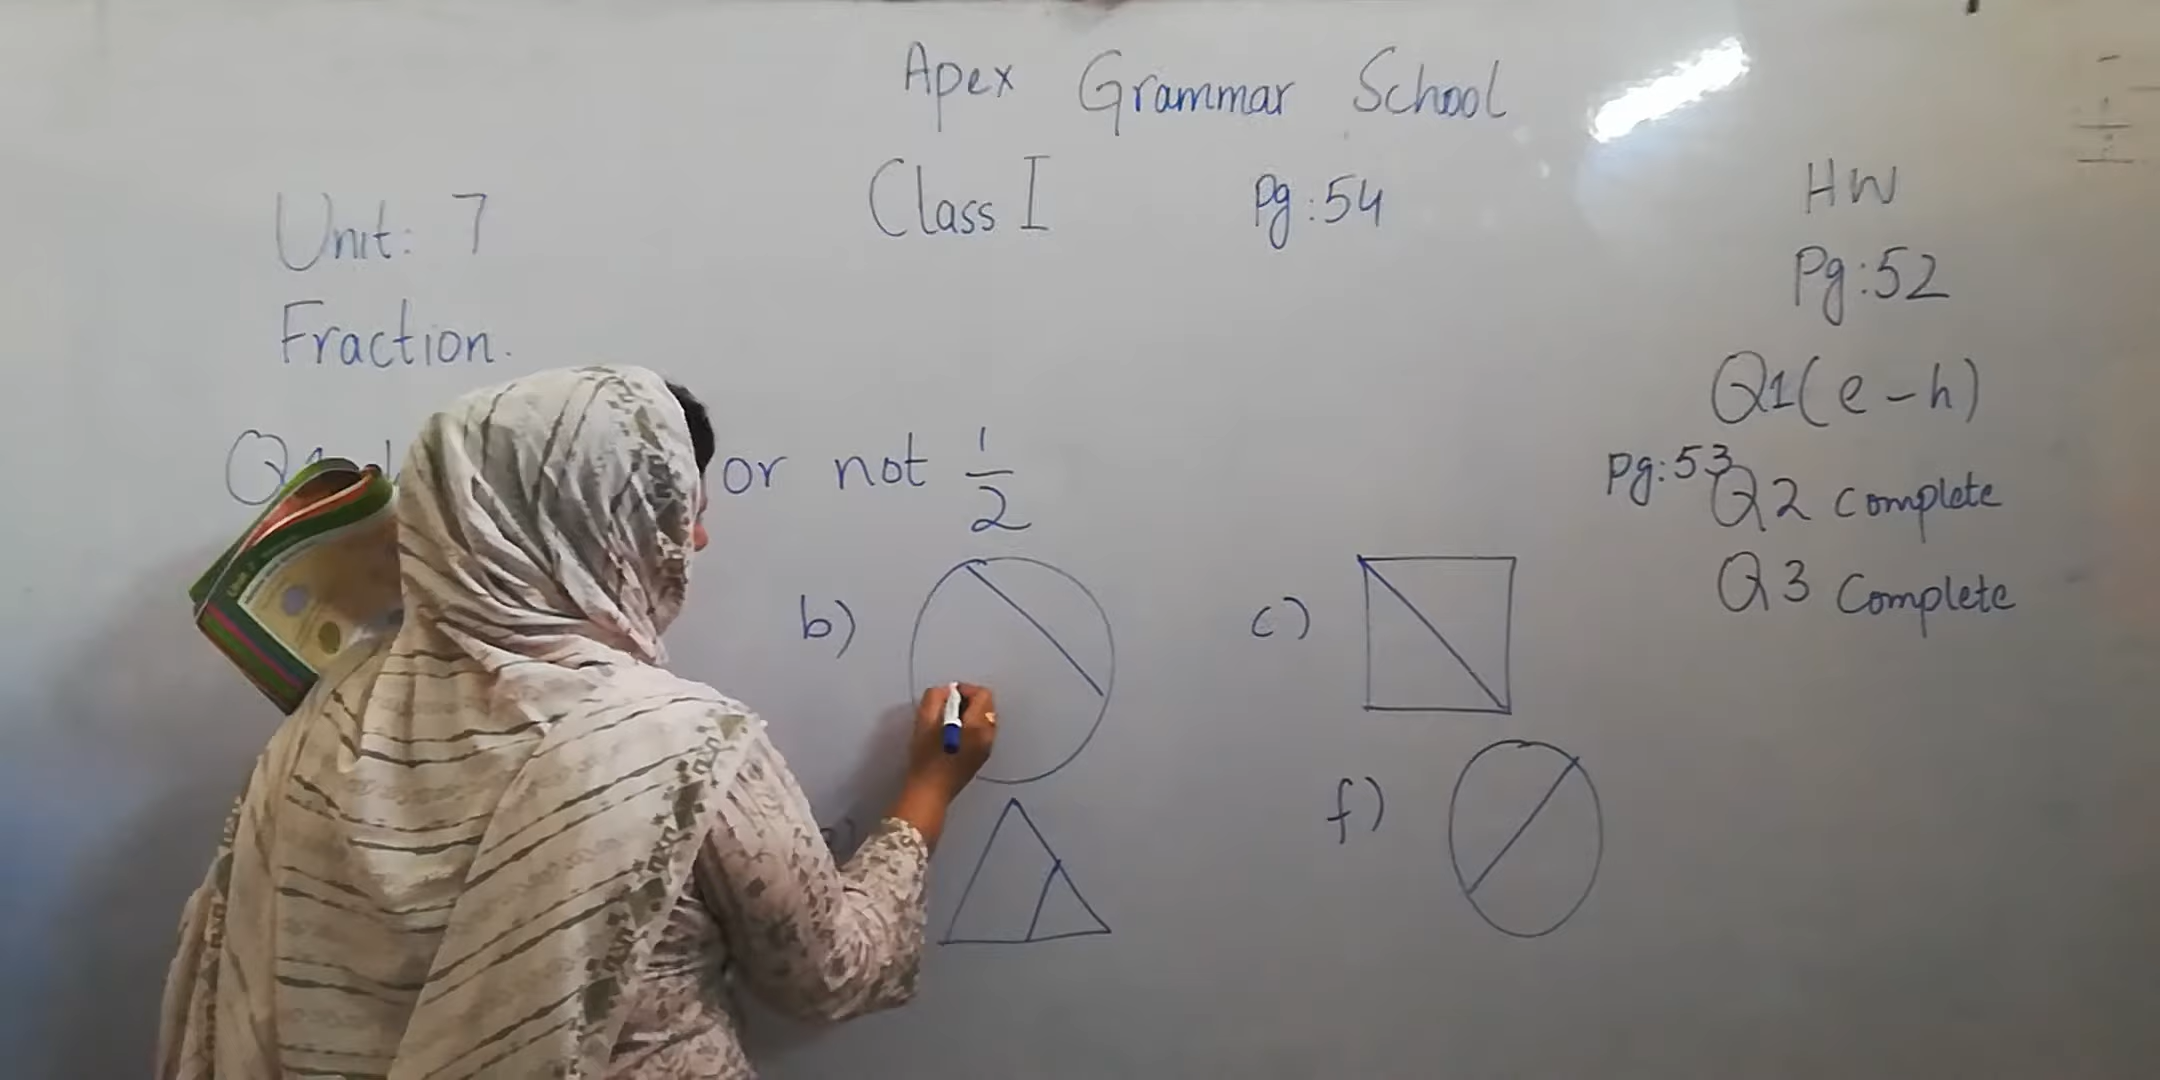 Apex Grammar School
Class I Pg:54
Unit: 7
Fraction.
or not 1/2
b)
c)
f)
HW
Pg:52
Q1(e-h)
Pg:53 Q2 Complete
Q3 Complete